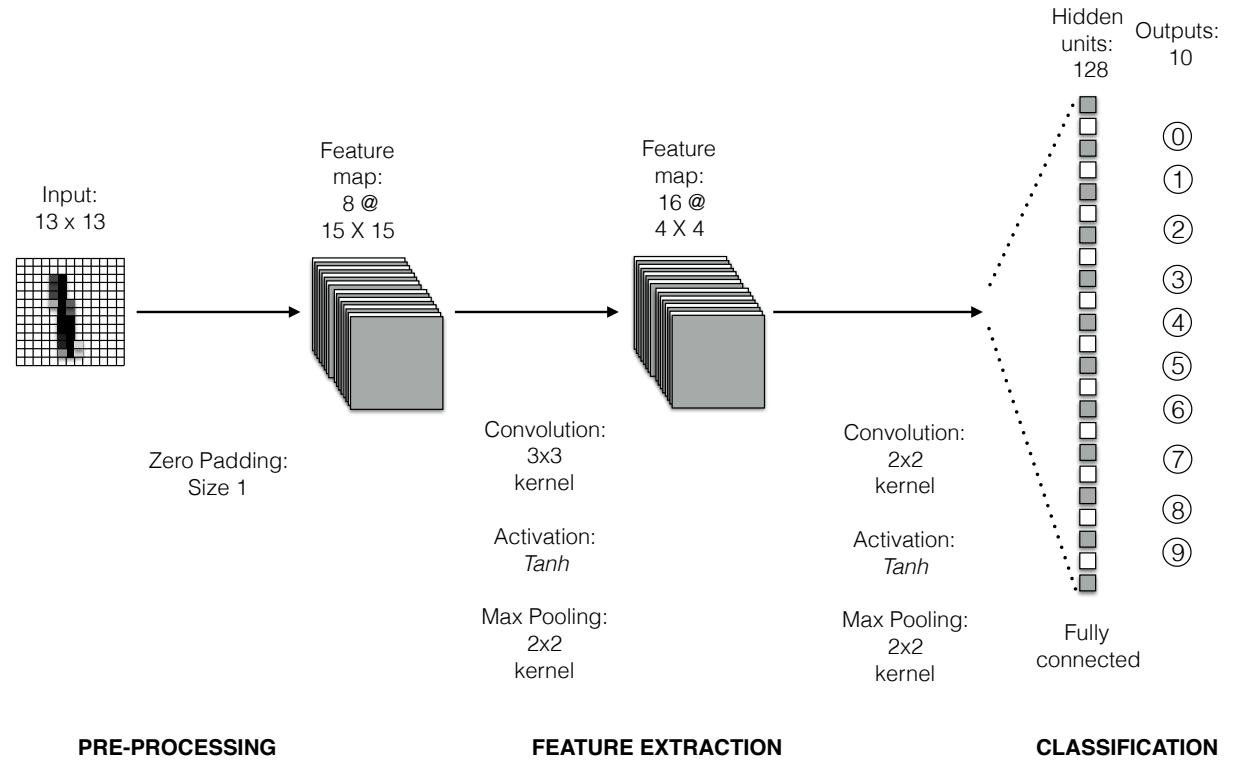 Input:
13 x 13
Zero Padding:
Size 1
Feature
map:
8 @
15 X 15
Convolution:
3x3
kernel
Activation:
Tanh
Max Pooling:
2x2
kernel
Feature
map:
16 @
4 X 4
Convolution:
2x2
kernel
Activation:
Tanh
Max Pooling:
2x2
kernel
Hidden
units:
128
Fully
connected
Outputs:
10
0
1
2
3
4
5
6
7
8
9
PRE-PROCESSING
FEATURE EXTRACTION
CLASSIFICATION